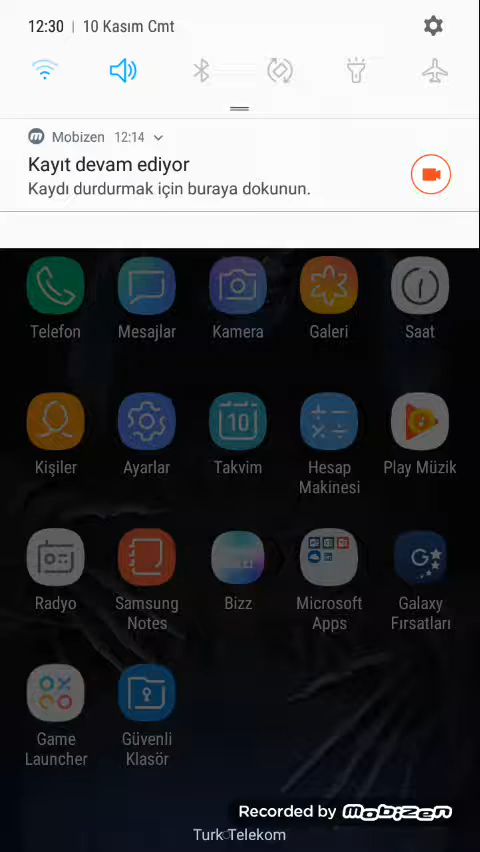 12:30 | 10 Kasım Cmt
Mobizen 12:14
Kayıt devam ediyor
Kaydı durdurmak için buraya dokunun.
Telefon
Mesajlar
Kamera
Galeri
Saat
10
Kişiler
Ayarlar
Takvim
Hesap
Makinesi
Play Müzik
Radyo
Samsung
Notes
Bizz
Microsoft
Apps
Galaxy
Fırsatları
Game
Launcher
Güvenli
Klasör
Recorded by mobizen
Turk Telekom